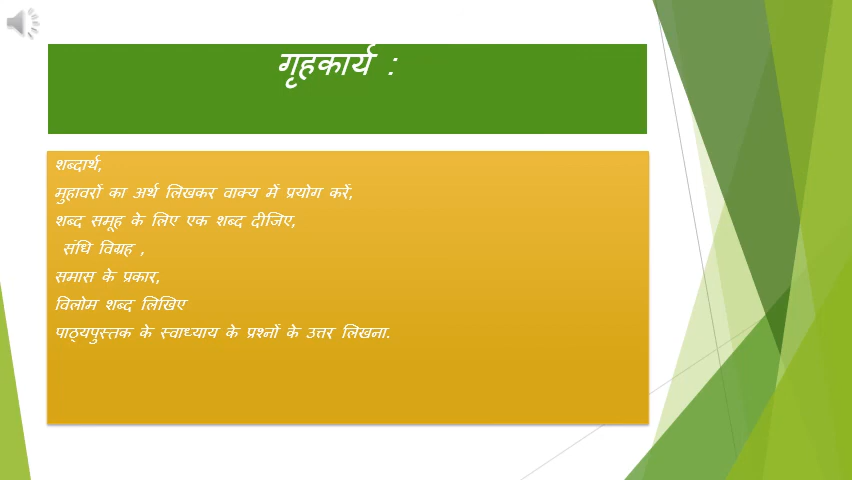 गृहकार्य :
शब्दार्थ,
मुहावरों का अर्थ लिखकर वाक्य में प्रयोग करें,
शब्द समूह के लिए एक शब्द दीजिए,
संधि विग्रह ,
समास के प्रकार,
विलोम शब्द लिखिए
पाठ्यपुस्तक के स्वाध्याय के प्रश्नों के उत्तर लिखना.